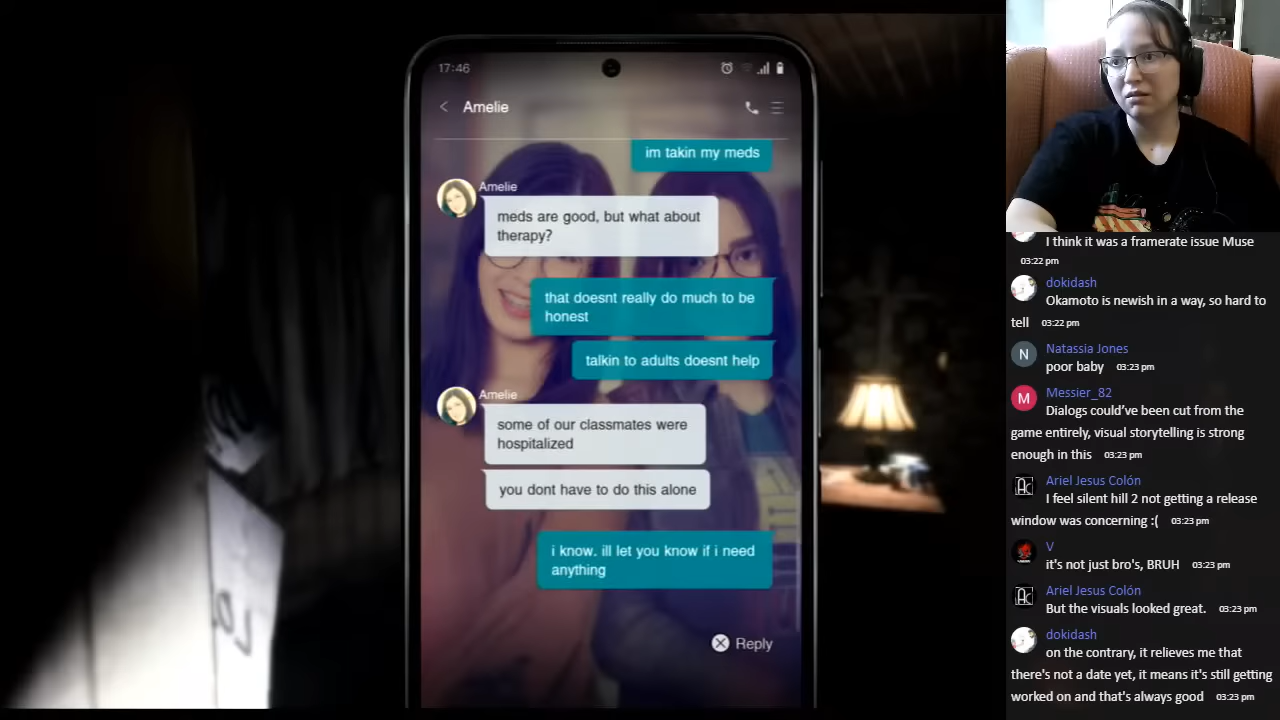 17:46
Amelie
im takin my meds
Amelie
meds are good, but what about
therapy?
that doesnt really do much to be
honest
talkin to adults doesnt help
Amelie
some of our classmates were
hospitalized
you dont have to do this alone
i know. ill let you know if i need
anything
Reply
I think it was a framerate issue Muse
03:22 pm
dokidash
Okamoto is newish in a way, so hard to
tell 03:22 pm
N
Natassia Jones
poor baby 03:23 pm
M
Messier_82
Dialogs could've been cut from the
game entirely, visual storytelling is strong
enough in this 03:23 pm
Ariel Jesus Colón
I feel silent hill 2 not getting a release
window was concerning :( 03:23 pm
V
it's not just bro's, BRUH 03:23 pm
Ariel Jesus Colón
But the visuals looked great. 03:23 pm
dokidash
on the contrary, it relieves me that
there's not a date yet, it means it's still getting
worked on and that's always good 03:23 pm